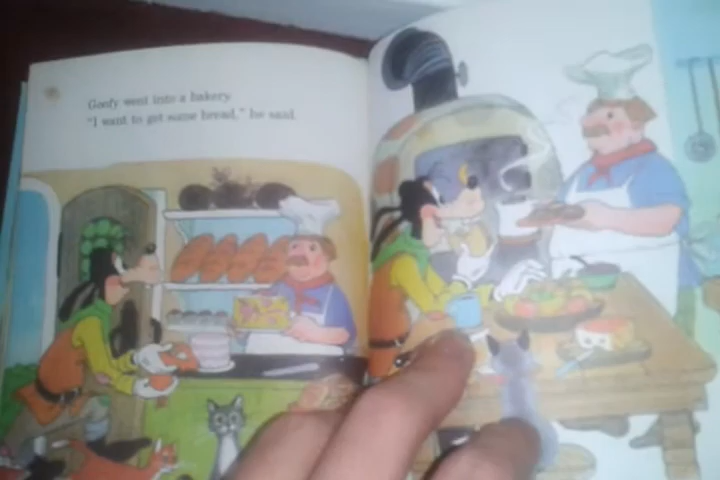 Goofy went into a bakery.
"I want to get some bread," he said.